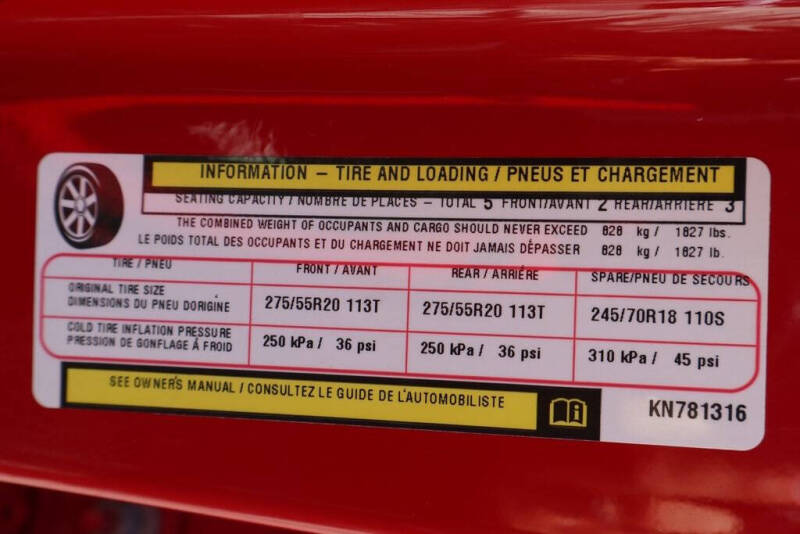 INFORMATION – TIRE AND LOADING / PNEUS ET CHARGEMENT
SEATING CAPACITY / NOMBRE DE PLACES – TOTAL 5 FRONT/AVANT 2 REAR/ARRIÈRE 3
THE COMBINED WEIGHT OF OCCUPANTS AND CARGO SHOULD NEVER EXCEED 828 kg / 1827 lbs.
LE POIDS TOTAL DES OCCUPANTS ET DU CHARGEMENT NE DOIT JAMAIS DÉPASSER 828 kg / 1827 lb.
TIRE / PNEU FRONT / AVANT REAR / ARRIÉRE SPARE/PNEU DE SECOURS
ORIGINAL TIRE SIZE
DIMENSIONS DU PNEU DORIGINE 275/55R20 113T 275/55R20 113T 245/70R18 110S
COLD TIRE INFLATION PRESSURE
PRESSION DE GONFLAGE Á FROID 250 kPa / 36 psi 250 kPa / 36 psi 310 kPa / 45 psi
SEE OWNER'S MANUAL / CONSULTEZ LE GUIDE DE L'AUTOMOBILISTE
KN781316